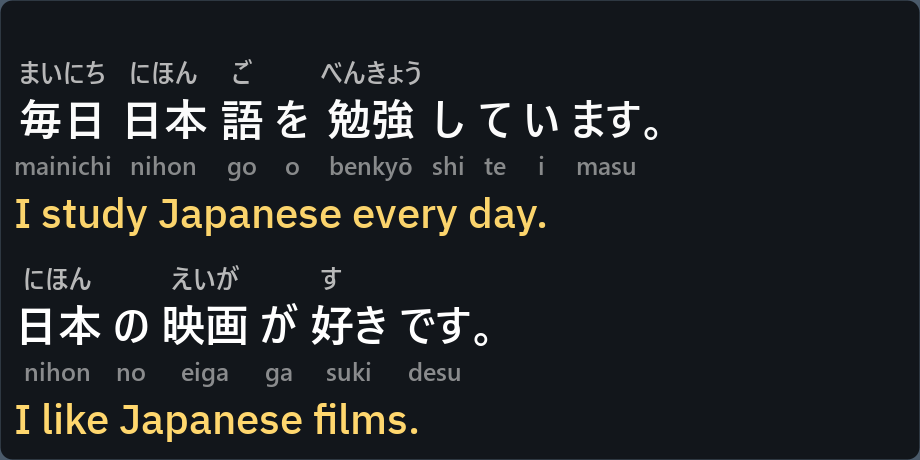 まいにち にほん ご べんきょう
毎日 日本 語 を 勉強 し て い ます。
mainichi nihon go o benkyō shi te i masu
I study Japanese every day.
にほん えいが す
日本 の 映画 が 好き です。
nihon no eiga ga suki desu
I like Japanese films.